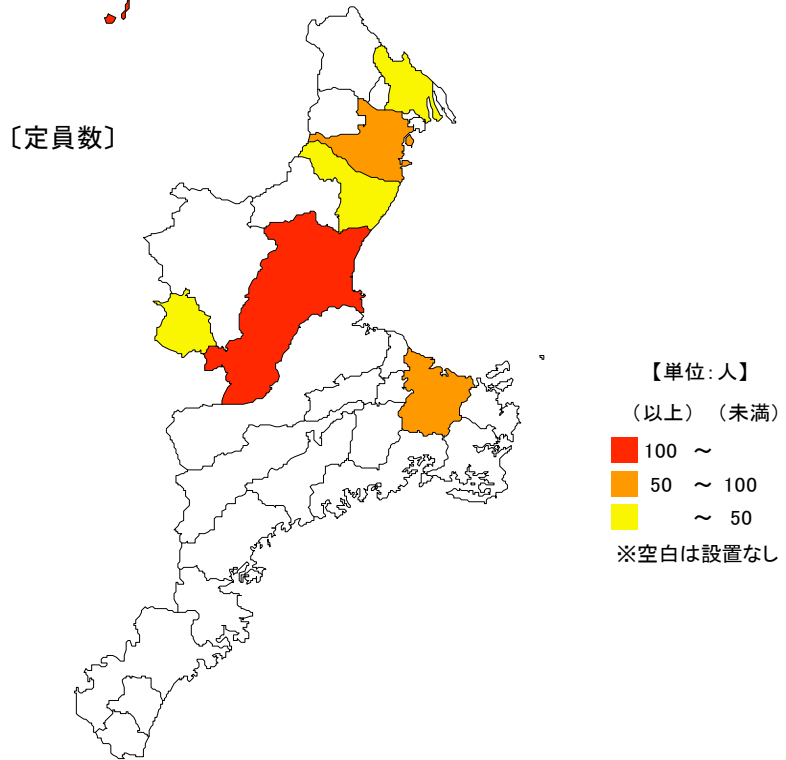 〔定員数〕
【単位:人】
（以上）（未満）
100 ～
50 ～ 100
～ 50
※空白は設置なし